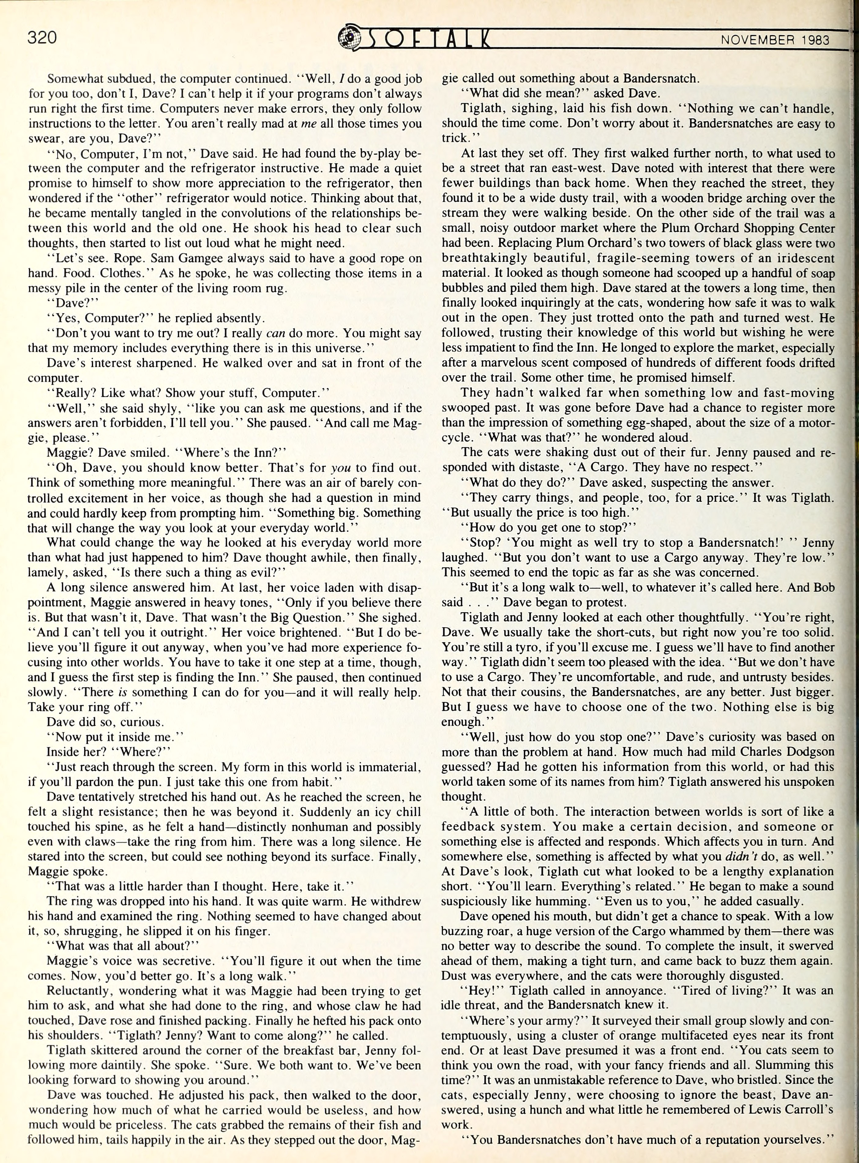 320
SOFTALK
NOVEMBER 1983
Somewhat subdued, the computer continued. "Well, I do a good job
for you too, don't I, Dave? I can't help it if your programs don't always
run right the first time. Computers never make errors, they only follow
instructions to the letter. You aren't really mad at me all those times you
swear, are you, Dave?"
"No, Computer, I'm not," Dave said. He had found the by-play be-
tween the computer and the refrigerator instructive. He made a quiet
promise to himself to show more appreciation to the refrigerator, then
wondered if the "other" refrigerator would notice. Thinking about that,
he became mentally tangled in the convolutions of the relationships be-
tween this world and the old one. He shook his head to clear such
thoughts, then started to list out loud what he might need.
"Let's see. Rope. Sam Gamgee always said to have a good rope on
hand. Food. Clothes." As he spoke, he was collecting those items in a
messy pile in the center of the living room rug.
"Dave?"
"Yes, Computer?" he replied absently.
"Don't you want to try me out? I really can do more. You might say
that my memory includes everything there is in this universe."
Dave's interest sharpened. He walked over and sat in front of the
computer.
"Really? Like what? Show your stuff, Computer."
"Well," she said shyly, "like you can ask me questions, and if the
answers aren't forbidden, I'll tell you." She paused. "And call me Mag-
gie, please."
Maggie? Dave smiled. "Where's the Inn?"
"Oh, Dave, you should know better. That's for you to find out.
Think of something more meaningful." There was an air of barely con-
trolled excitement in her voice, as though she had a question in mind
and could hardly keep from prompting him. "Something big. Something
that will change the way you look at your everyday world."
What could change the way he looked at his everyday world more
than what had just happened to him? Dave thought awhile, then finally,
lamely, asked, "Is there such a thing as evil?"
A long silence answered him. At last, her voice laden with disap-
pointment, Maggie answered in heavy tones, "Only if you believe there
is. But that wasn't it, Dave. That wasn't the Big Question." She sighed.
"And I can't tell you it outright." Her voice brightened. "But I do be-
lieve you'll figure it out anyway, when you've had more experience fo-
cusing into other worlds. You have to take it one step at a time, though,
and I guess the first step is finding the Inn." She paused, then continued
slowly. "There is something I can do for you—and it will really help.
Take your ring off."
Dave did so, curious.
"Now put it inside me."
Inside her? "Where?"
"Just reach through the screen. My form in this world is immaterial,
if you'll pardon the pun. I just take this one from habit."
Dave tentatively stretched his hand out. As he reached the screen, he
felt a slight resistance; then he was beyond it. Suddenly an icy chill
touched his spine, as he felt a hand—distinctly nonhuman and possibly
even with claws—take the ring from him. There was a long silence. He
stared into the screen, but could see nothing beyond its surface. Finally,
Maggie spoke.
"That was a little harder than I thought. Here, take it."
The ring was dropped into his hand. It was quite warm. He withdrew
his hand and examined the ring. Nothing seemed to have changed about
it, so, shrugging, he slipped it on his finger.
"What was that all about?"
Maggie's voice was secretive. "You'll figure it out when the time
comes. Now, you'd better go. It's a long walk."
Reluctantly, wondering what it was Maggie had been trying to get
him to ask, and what she had done to the ring, and whose claw he had
touched, Dave rose and finished packing. Finally he hefted his pack onto
his shoulders. "Tiglath? Jenny? Want to come along?" he called.
Tiglath skittered around the corner of the breakfast bar, Jenny fol-
lowing more daintily. She spoke. "Sure. We both want to. We've been
looking forward to showing you around."
Dave was touched. He adjusted his pack, then walked to the door,
wondering how much of what he carried would be useless, and how
much would be priceless. The cats grabbed the remains of their fish and
followed him, tails happily in the air. As they stepped out the door, Mag-
gie called out something about a Bandersnatch.
"What did she mean?" asked Dave.
Tiglath, sighing, laid his fish down. "Nothing we can't handle,
should the time come. Don't worry about it. Bandersnatches are easy to
trick."
At last they set off. They first walked further north, to what used to
be a street that ran east-west. Dave noted with interest that there were
fewer buildings than back home. When they reached the street, they
found it to be a wide dusty trail, with a wooden bridge arching over the
stream they were walking beside. On the other side of the trail was a
small, noisy outdoor market where the Plum Orchard Shopping Center
had been. Replacing Plum Orchard's two towers of black glass were two
breathtakingly beautiful, fragile-seeming towers of an iridescent
material. It looked as though someone had scooped up a handful of soap
bubbles and piled them high. Dave stared at the towers a long time, then
finally looked inquiringly at the cats, wondering how safe it was to walk
out in the open. They just trotted onto the path and turned west. He
followed, trusting their knowledge of this world but wishing he were
less impatient to find the Inn. He longed to explore the market, especially
after a marvelous scent composed of hundreds of different foods drifted
over the trail. Some other time, he promised himself.
They hadn't walked far when something low and fast-moving
swooped past. It was gone before Dave had a chance to register more
than the impression of something egg-shaped, about the size of a motor-
cycle. "What was that?" he wondered aloud.
The cats were shaking dust out of their fur. Jenny paused and re-
sponded with distaste, "A Cargo. They have no respect."
"What do they do?" Dave asked, suspecting the answer.
"They carry things, and people, too, for a price." It was Tiglath.
"But usually the price is too high."
"How do you get one to stop?"
"Stop? 'You might as well try to stop a Bandersnatch!' " Jenny
laughed. "But you don't want to use a Cargo anyway. They're low."
This seemed to end the topic as far as she was concerned.
"But it's a long walk to—well, to whatever it's called here. And Bob
said . . ." Dave began to protest.
Tiglath and Jenny looked at each other thoughtfully. "You're right,
Dave. We usually take the short-cuts, but right now you're too solid.
You're still a tyro, if you'll excuse me. I guess we'll have to find another
way." Tiglath didn't seem too pleased with the idea. "But we don't have
to use a Cargo. They're uncomfortable, and rude, and untrusty besides.
Not that their cousins, the Bandersnatches, are any better. Just bigger.
But I guess we have to choose one of the two. Nothing else is big
enough."
"Well, just how do you stop one?" Dave's curiosity was based on
more than the problem at hand. How much had mild Charles Dodgson
guessed? Had he gotten his information from this world, or had this
world taken some of its names from him? Tiglath answered his unspoken
thought.
"A little of both. The interaction between worlds is sort of like a
feedback system. You make a certain decision, and someone or
something else is affected and responds. Which affects you in turn. And
somewhere else, something is affected by what you didn't do, as well."
At Dave's look, Tiglath cut what looked to be a lengthy explanation
short. "You'll learn. Everything's related." He began to make a sound
suspiciously like humming. "Even us to you," he added casually.
Dave opened his mouth, but didn't get a chance to speak. With a low
buzzing roar, a huge version of the Cargo whammed by them—there was
no better way to describe the sound. To complete the insult, it swerved
ahead of them, making a tight turn, and came back to buzz them again.
Dust was everywhere, and the cats were thoroughly disgusted.
"Hey!" Tiglath called in annoyance. "Tired of living?" It was an
idle threat, and the Bandersnatch knew it.
"Where's your army?" It surveyed their small group slowly and con-
temptuously, using a cluster of orange multifaceted eyes near its front
end. Or at least Dave presumed it was a front end. "You cats seem to
think you own the road, with your fancy friends and all. Slumming this
time?" It was an unmistakable reference to Dave, who bristled. Since the
cats, especially Jenny, were choosing to ignore the beast, Dave an-
swered, using a hunch and what little he remembered of Lewis Carroll's
work.
"You Bandersnatches don't have much of a reputation yourselves."